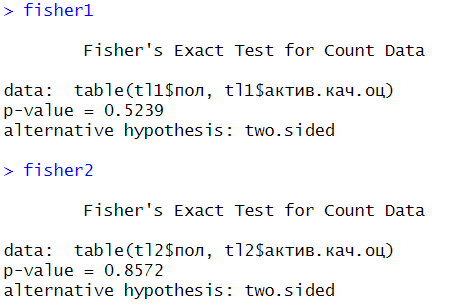 > fisher1
Fisher's Exact Test for Count Data
data: table(tl1$пол, tl1$актив.кач.оц)
p-value = 0.5239
alternative hypothesis: two.sided
> fisher2
Fisher's Exact Test for Count Data
data: table(tl2$пол, tl2$актив.кач.оц)
p-value = 0.8572
alternative hypothesis: two.sided